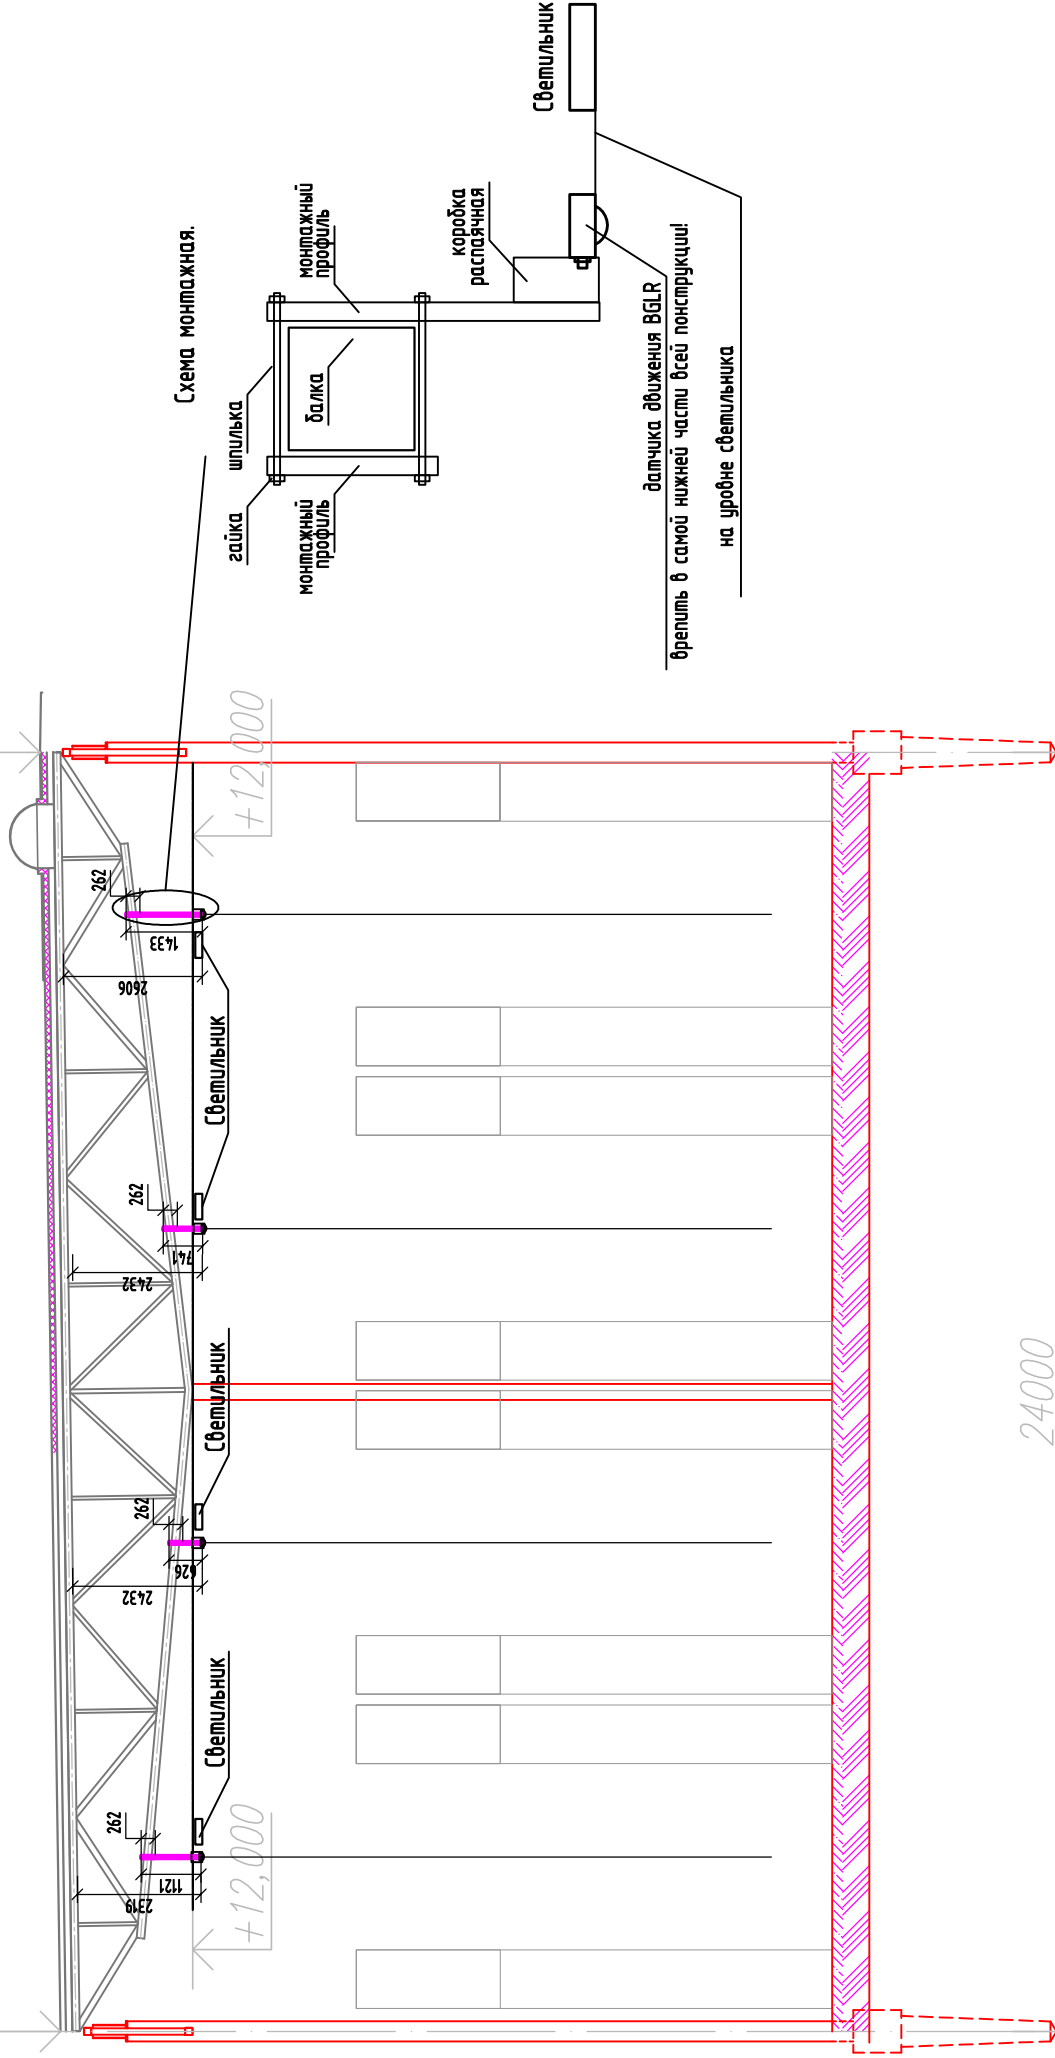 Схема монтажная.
Светильник
гайка
шпилька
монтажный
профиль
балка
монтажный
профиль
коробка
распаячная
датчика движения BGLR
врепить в самой нижней части всей понструкции!
на уровне светильника
262
262
262
262
1121
2319
626
2432
741
2432
1433
2606
+12,000
+12,000
Светильник
Светильник
Светильник
24000